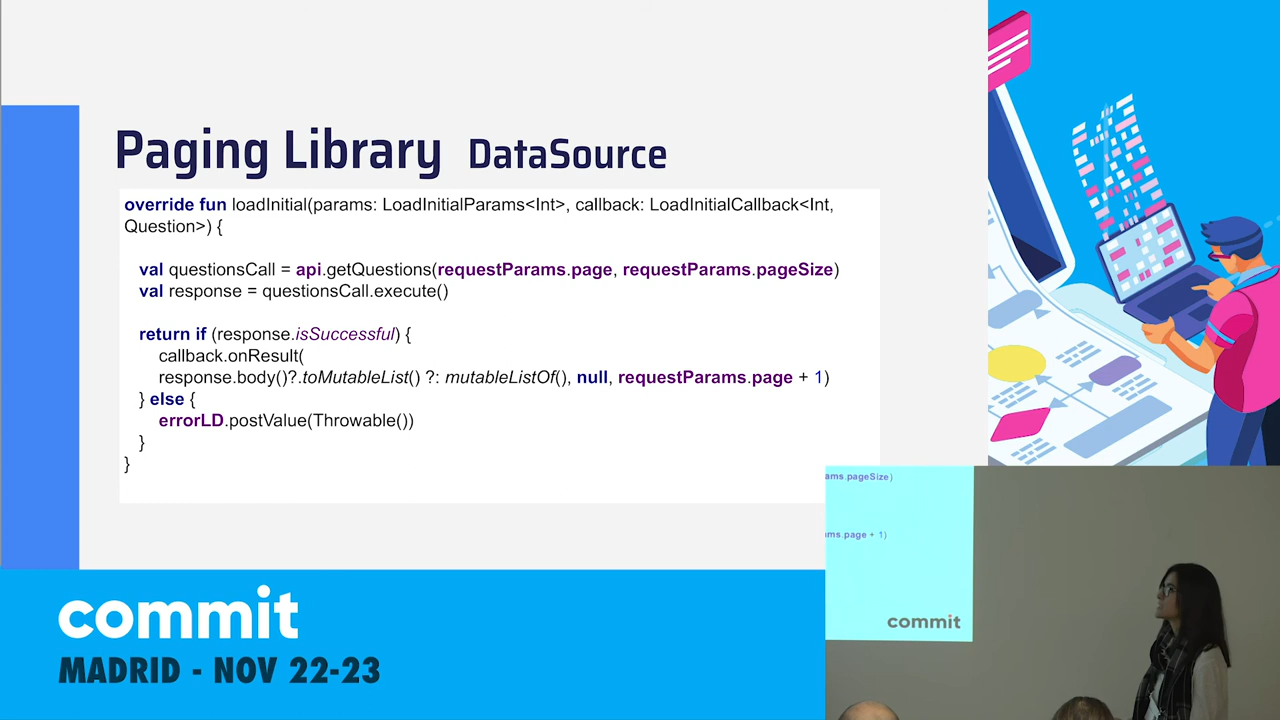 Paging Library DataSource
override fun loadInitial(params: LoadInitialParams<Int>, callback: LoadInitialCallback<Int,
Question>) {
val questionsCall = api.getQuestions(requestParams.page, requestParams.pageSize)
val response = questionsCall.execute()
return if (response.isSuccessful) {
callback.onResult(
response.body()?.toMutableList() ?: mutableListOf(), null, requestParams.page + 1)
} else {
errorLD.postValue(Throwable())
}
}
ams.pageSize)
ms.page + 1)
commit
commit
MADRID - NOV 22-23